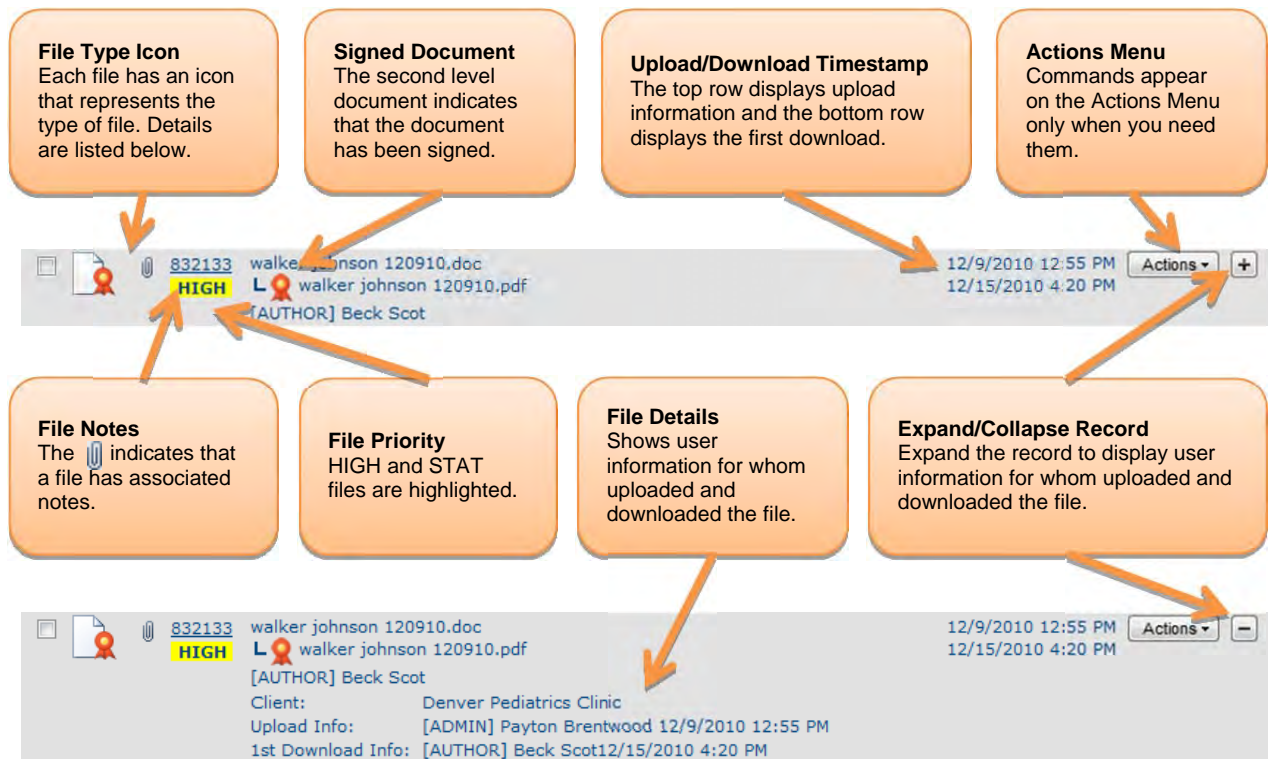 File Type Icon
Each file has an icon
that represents the
type of file. Details
are listed below.
Signed Document
The second level
document indicates
that the document
has been signed.
Upload/Download Timestamp
The top row displays upload
information and the bottom row
displays the first download.
Actions Menu
Commands appear
on the Actions Menu
only when you need
them.
832133 walker johnson 120910.doc 12/9/2010 12:55 PM Actions +
HIGH walker johnson 120910.pdf 12/15/2010 4:20 PM
[AUTHOR] Beck Scot
File Notes
The indicates that
a file has associated
notes.
File Priority
HIGH and STAT
files are highlighted.
File Details
Shows user
information for whom
uploaded and
downloaded the file.
Expand/Collapse Record
Expand the record to display user
information for whom uploaded and
downloaded the file.
832133 walker johnson 120910.doc 12/9/2010 12:55 PM Actions −
HIGH walker johnson 120910.pdf 12/15/2010 4:20 PM
[AUTHOR] Beck Scot
Client: Denver Pediatrics Clinic
Upload Info: [ADMIN] Payton Brentwood 12/9/2010 12:55 PM
1st Download Info: [AUTHOR] Beck Scot12/15/2010 4:20 PM